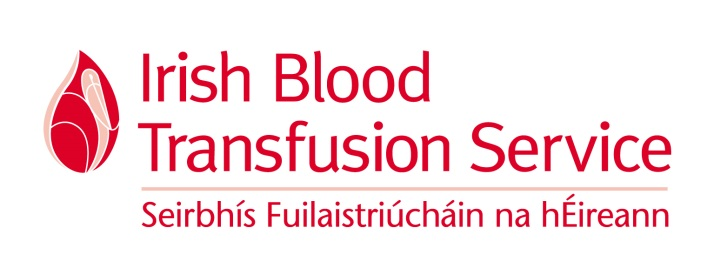 Irish Blood
Transfusion Service
Seirbhís Fuilaistriúcháin na hÉireann